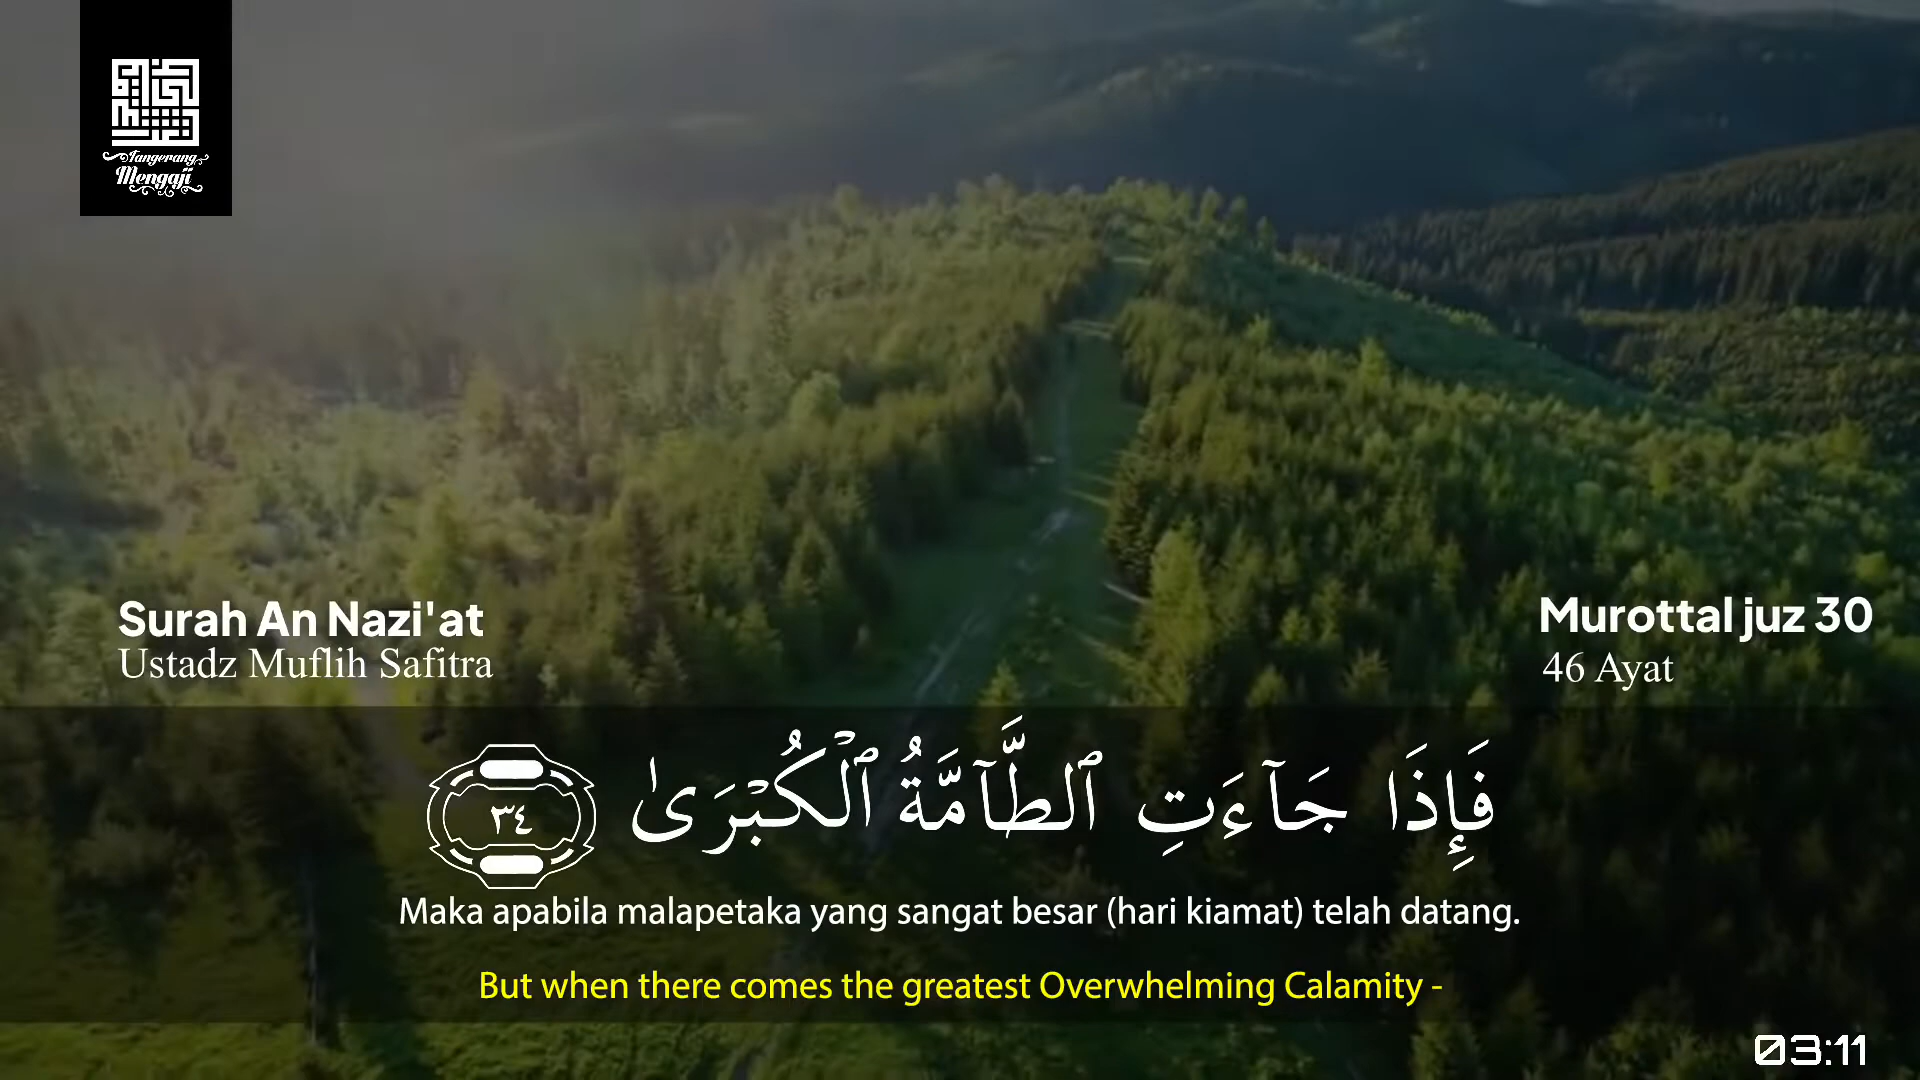 Tangerang
Mengaji
Surah An Nazi'at
Ustadz Muflih Safitra
Murottal juz 30
46 Ayat
فَإِذَا جَآءَتِ ٱلطَّآمَّةُ ٱلْكُبْرَىٰ ٣٤
Maka apabila malapetaka yang sangat besar (hari kiamat) telah datang.
But when there comes the greatest Overwhelming Calamity -
03:11